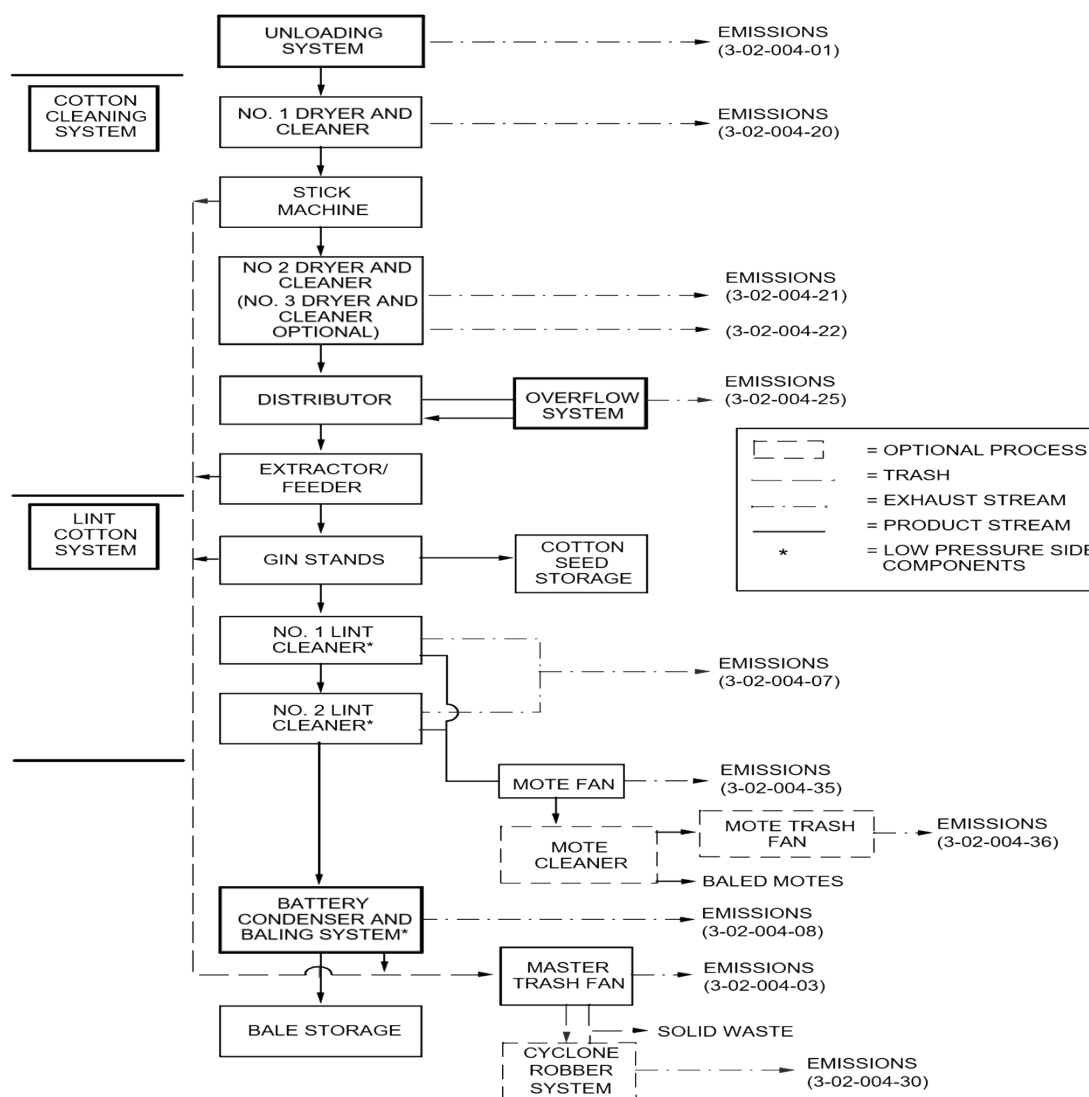 UNLOADING
SYSTEM
EMISSIONS
(3-02-004-01)
COTTON
CLEANING
SYSTEM
NO. 1 DRYER AND
CLEANER
EMISSIONS
(3-02-004-20)
STICK
MACHINE
NO 2 DRYER AND
CLEANER
(NO. 3 DRYER AND
CLEANER
OPTIONAL)
EMISSIONS
(3-02-004-21)
(3-02-004-22)
DISTRIBUTOR
OVERFLOW
SYSTEM
EMISSIONS
(3-02-004-25)
= OPTIONAL PROCESS
= TRASH
= EXHAUST STREAM
= PRODUCT STREAM
* = LOW PRESSURE SIDE
COMPONENTS
EXTRACTOR/
FEEDER
LINT
COTTON
SYSTEM
GIN STANDS
COTTON
SEED
STORAGE
NO. 1 LINT
CLEANER*
EMISSIONS
(3-02-004-07)
NO. 2 LINT
CLEANER*
MOTE FAN
EMISSIONS
(3-02-004-35)
MOTE
CLEANER
MOTE TRASH
FAN
EMISSIONS
(3-02-004-36)
BALED MOTES
BATTERY
CONDENSER AND
BALING SYSTEM*
EMISSIONS
(3-02-004-08)
MASTER
TRASH FAN
EMISSIONS
(3-02-004-03)
BALE STORAGE
SOLID WASTE
CYCLONE
ROBBER
SYSTEM
EMISSIONS
(3-02-004-30)